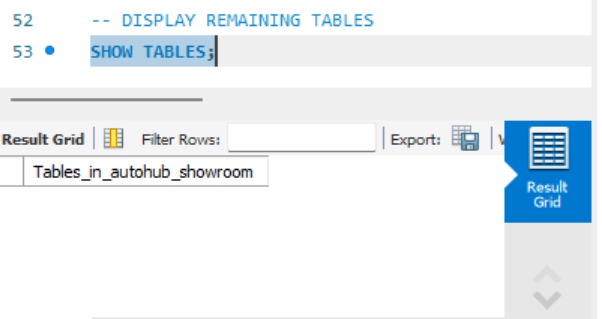 52 -- DISPLAY REMAINING TABLES
53 SHOW TABLES;
Result Grid Filter Rows: Export:
Tables_in_autohub_showroom
Result
Grid